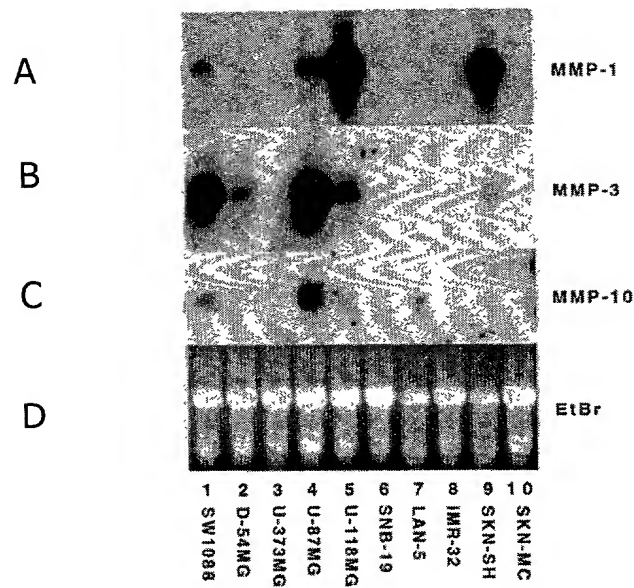 A
MMP-1
B
MMP-3
C
MMP-10
D
EtBr
1 2 3 4 5 6 7 8 9 10
SW1088
D-54MG
U-373MG
U-87MG
U-118MG
SNB-19
LAN-5
IMR-32
SKN-SH
SKN-MC